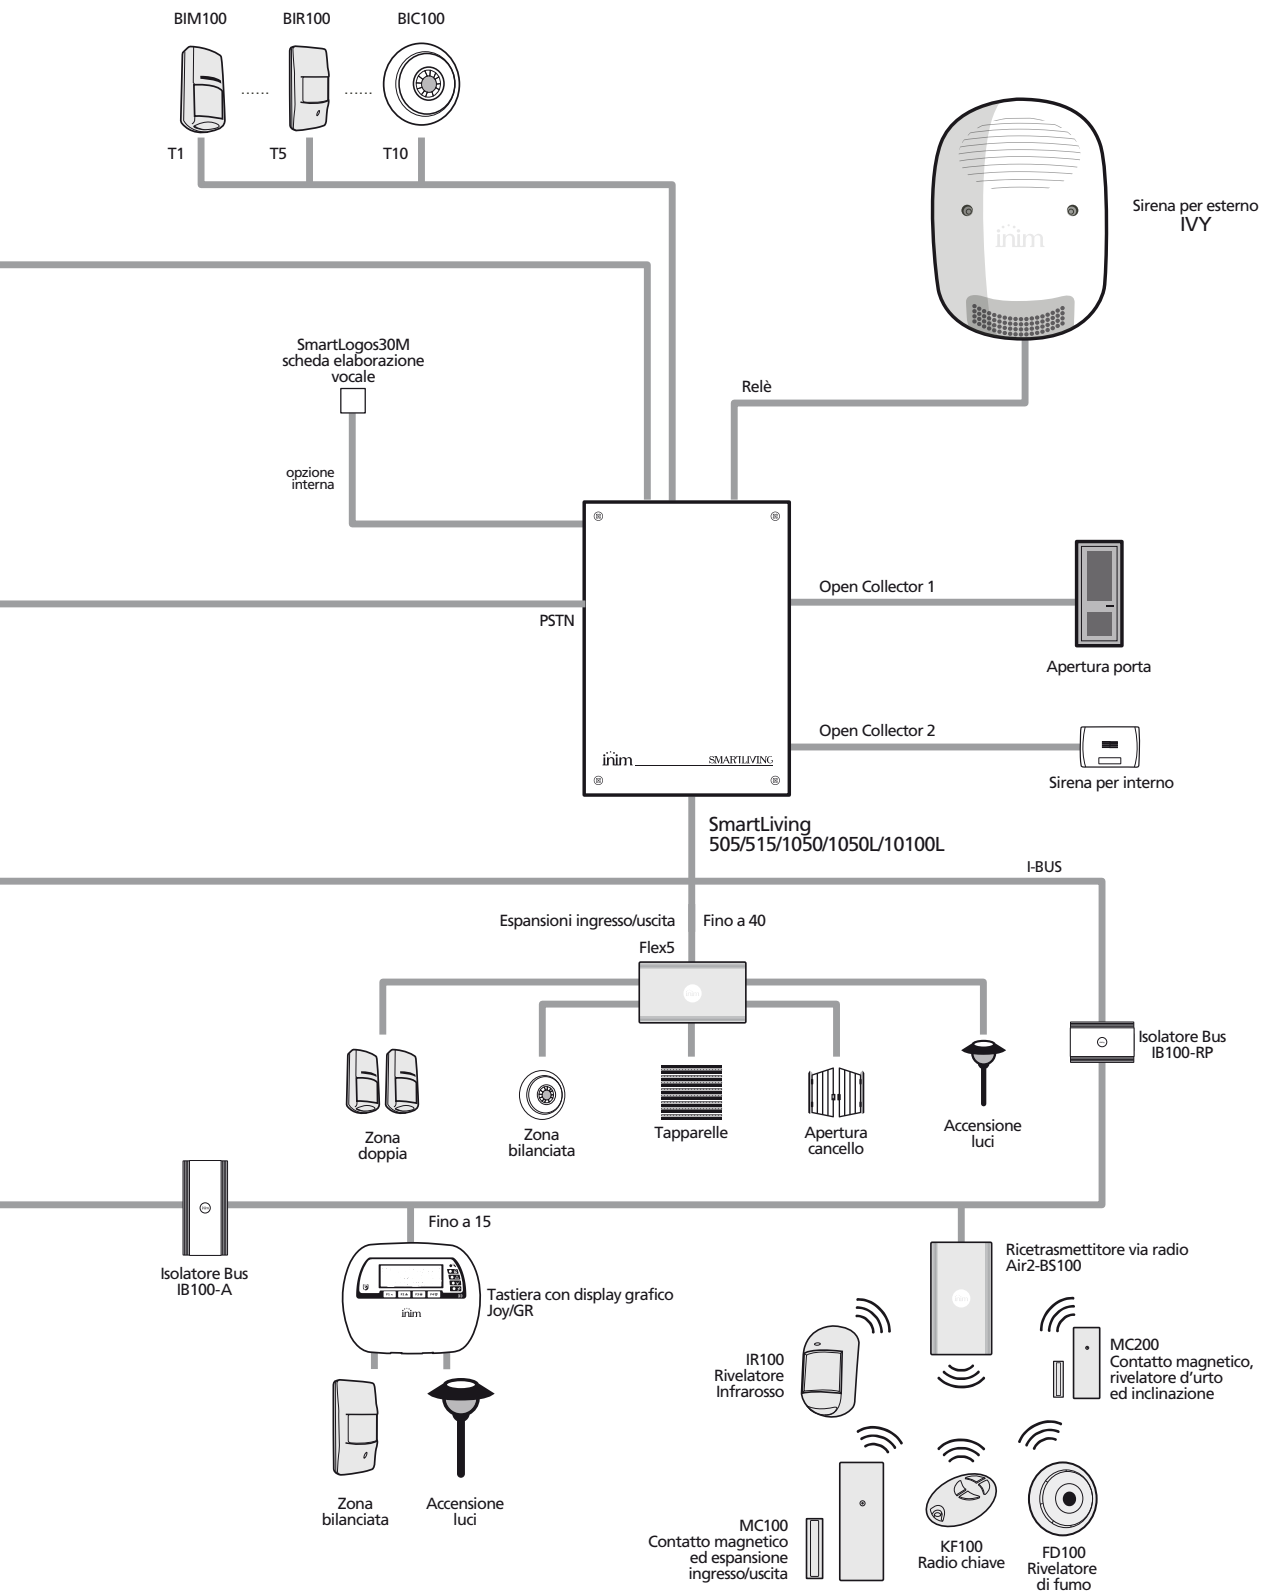 BIM100
BIR100
BIC100
T1
T5
T10
inim
Sirena per esterno
IVY
SmartLogos30M
scheda elaborazione
vocale
Relè
opzione
interna
Open Collector 1
PSTN
Apertura porta
Open Collector 2
inim
SMARTLIVING
Sirena per interno
SmartLiving
505/515/1050/1050L/10100L
I-BUS
Espansioni ingresso/uscita
Fino a 40
Flex5
Isolatore Bus
IB100-RP
Zona
doppia
Zona
bilanciata
Tapparelle
Apertura
cancello
Accensione
luci
Isolatore Bus
IB100-A
Fino a 15
inim
Tastiera con display grafico
Joy/GR
Ricetrasmettitore via radio
Air2-BS100
IR100
Rivelatore
Infrarosso
MC200
Contatto magnetico,
rivelatore d'urto
ed inclinazione
Zona
bilanciata
Accensione
luci
MC100
Contatto magnetico
ed espansione
ingresso/uscita
KF100
Radio chiave
FD100
Rivelatore
di fumo